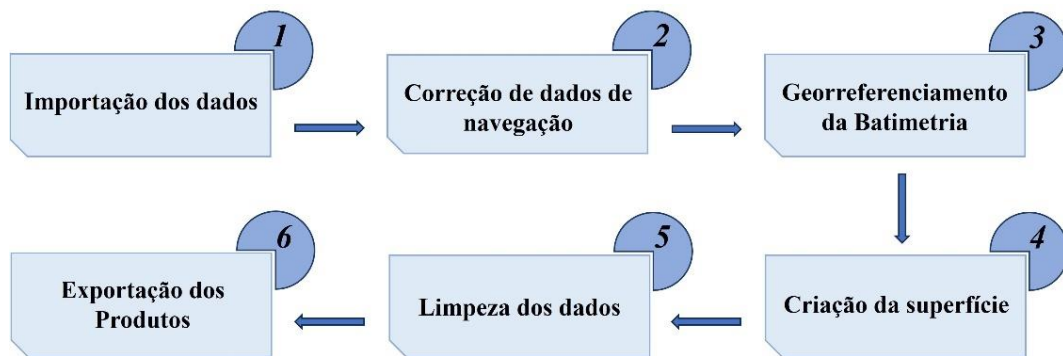 1
Importação dos dados
2
Correção de dados de
navegação
3
Georreferenciamento
da Batimetria
4
Criação da superfície
5
Limpeza dos dados
6
Exportação dos
Produtos